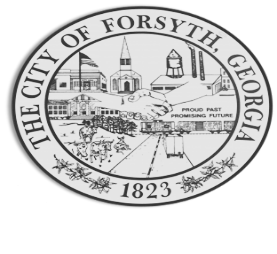 THE CITY OF FORSYTH, GEORGIA
PROUD PAST
PROMISING FUTURE
1823